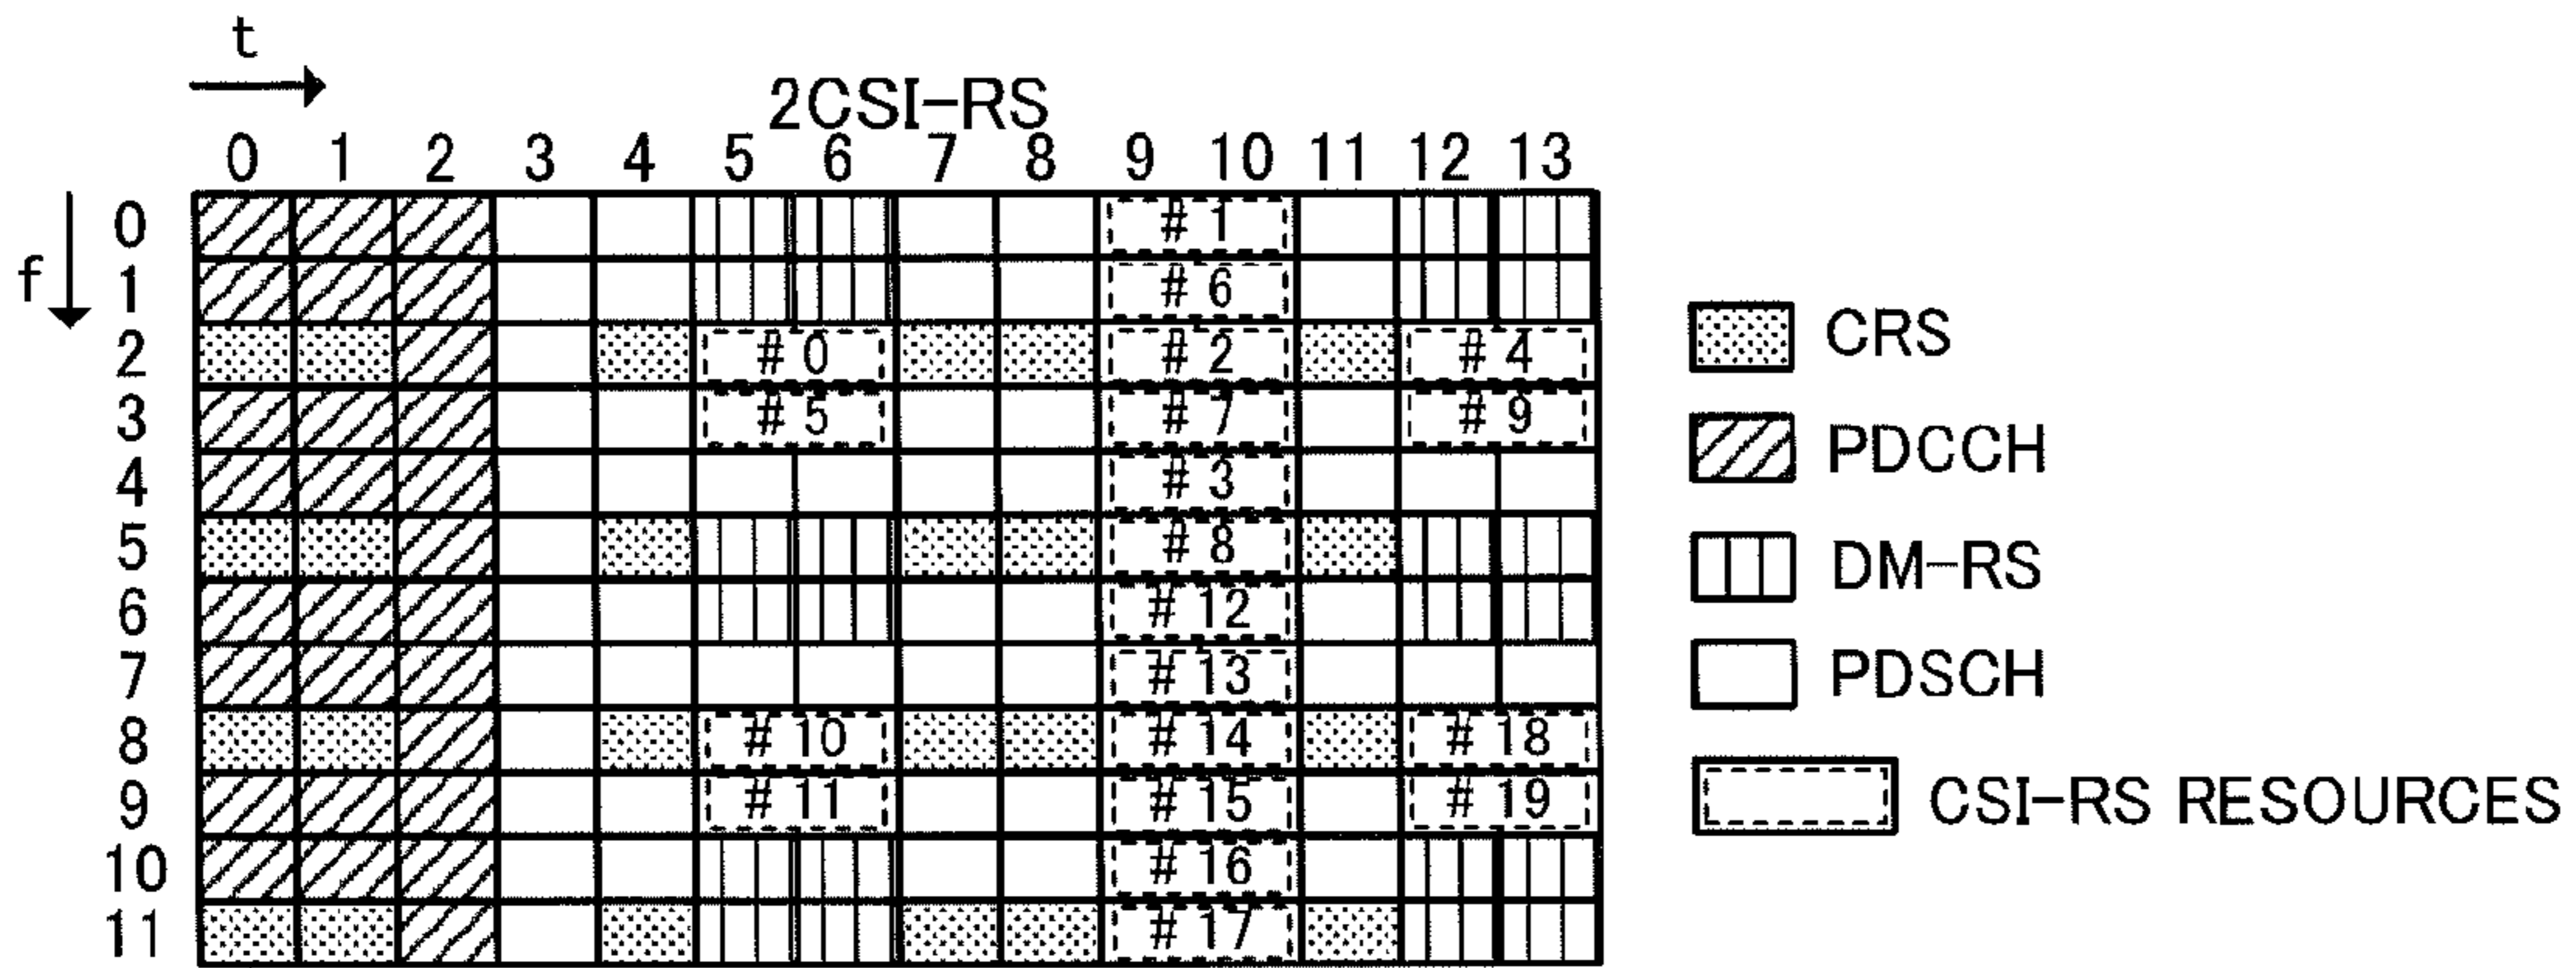 t
2CSI-RS
0 1 2 3 4 5 6 7 8 9 10 11 12 13
f
0 #1
1 #6
2 #0 #2 #4
3 #5 #7 #9
4 #3
5 #8
6 #12
7 #13
8 #10 #14 #18
9 #11 #15 #19
10 #16
11 #17
CRS
PDCCH
DM-RS
PDSCH
CSI-RS RESOURCES